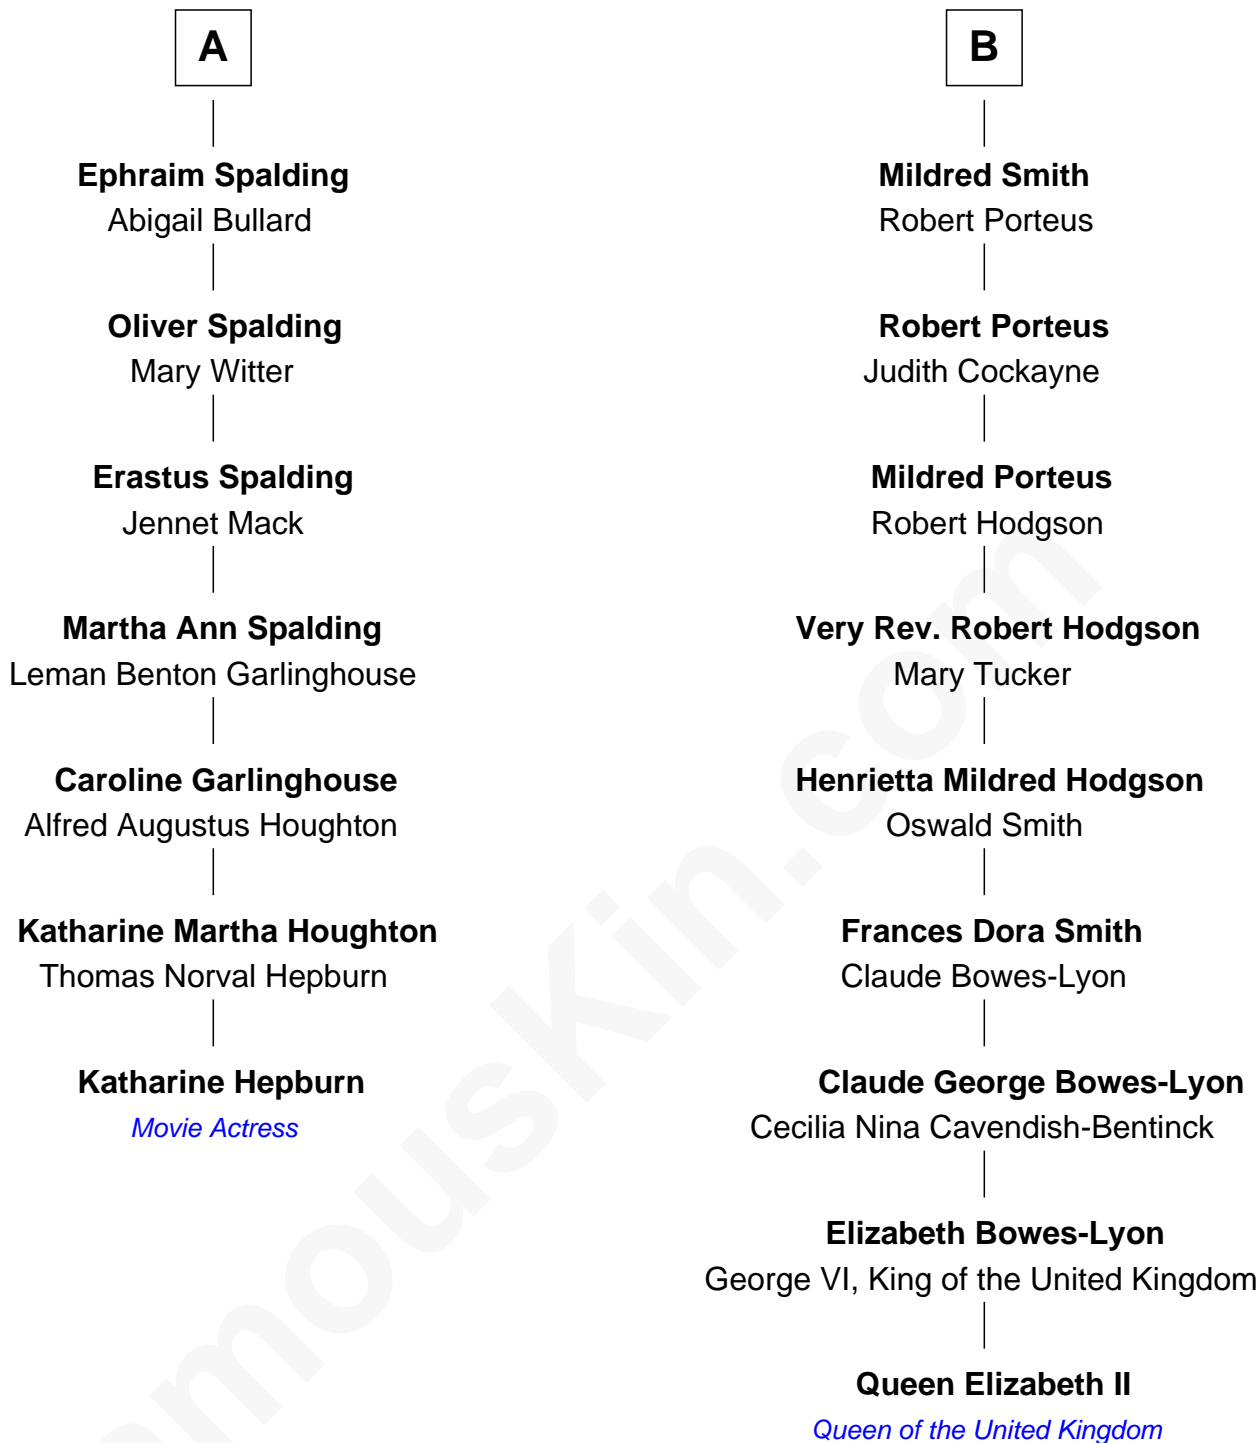 A
Ephraim Spalding
Abigail Bullard
Oliver Spalding
Mary Witter
Erastus Spalding
Jennet Mack
Martha Ann Spalding
Leman Benton Garlinghouse
Caroline Garlinghouse
Alfred Augustus Houghton
Katharine Martha Houghton
Thomas Norval Hepburn
Katharine Hepburn
Movie Actress
B
Mildred Smith
Robert Porteus
Robert Porteus
Judith Cockayne
Mildred Porteus
Robert Hodgson
Very Rev. Robert Hodgson
Mary Tucker
Henrietta Mildred Hodgson
Oswald Smith
Frances Dora Smith
Claude Bowes-Lyon
Claude George Bowes-Lyon
Cecilia Nina Cavendish-Bentinck
Elizabeth Bowes-Lyon
George VI, King of the United Kingdom
Queen Elizabeth II
Queen of the United Kingdom
amousKin.com